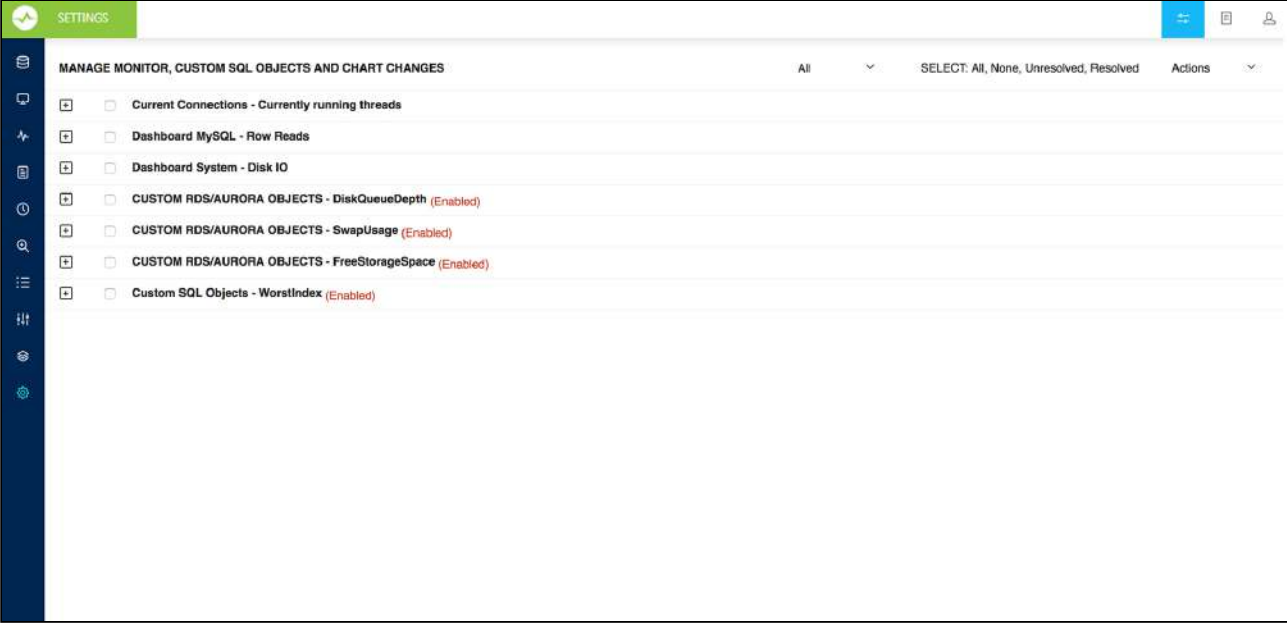 SETTINGS
MANAGE MONITOR, CUSTOM SQL OBJECTS AND CHART CHANGES All SELECT: All, None, Unresolved, Resolved Actions
Current Connections - Currently running threads
Dashboard MySQL - Row Reads
Dashboard System - Disk IO
CUSTOM RDS/AURORA OBJECTS - DiskQueueDepth (Enabled)
CUSTOM RDS/AURORA OBJECTS - SwapUsage (Enabled)
CUSTOM RDS/AURORA OBJECTS - FreeStorageSpace (Enabled)
Custom SQL Objects - WorstIndex (Enabled)